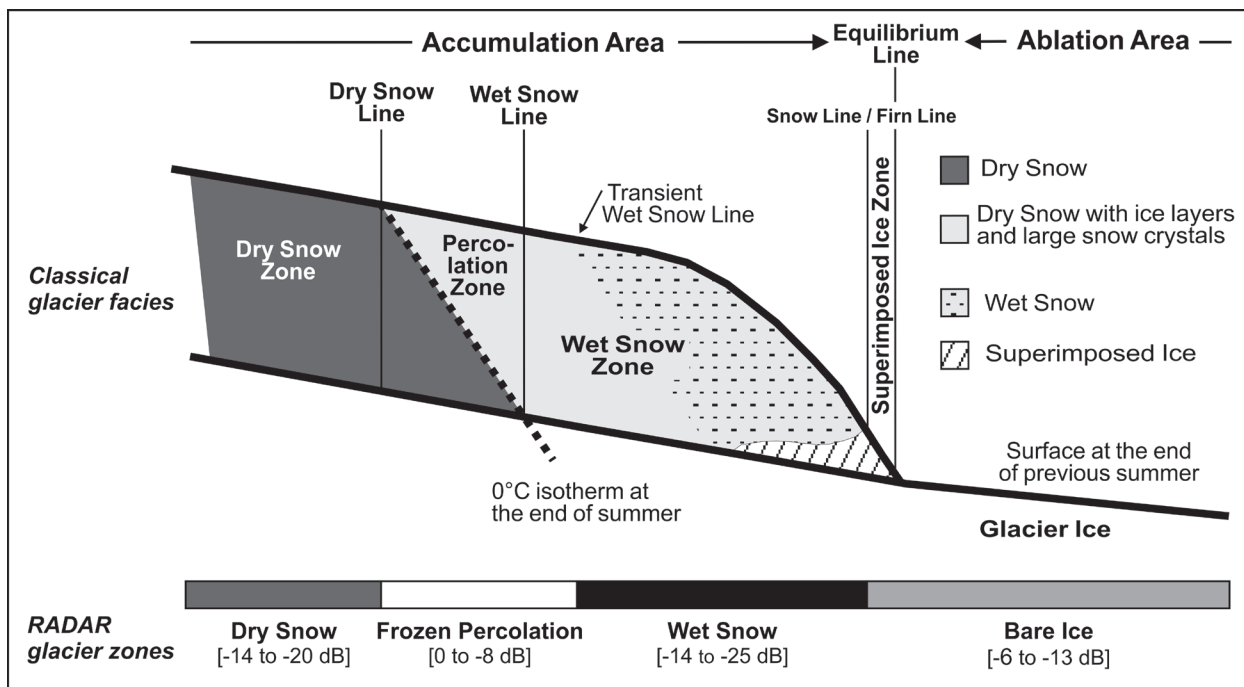 Accumulation Area
Equilibrium
Line
Ablation Area
Dry Snow
Line
Wet Snow
Line
Snow Line / Firn Line
Transient
Wet Snow Line
Superimposed Ice Zone
Dry Snow
Dry Snow with ice layers
and large snow crystals
Wet Snow
Superimposed Ice
Classical
glacier facies
Dry Snow
Zone
Perco-
lation
Zone
Wet Snow
Zone
0°C isotherm at
the end of summer
Surface at the end
of previous summer
Glacier Ice
RADAR
glacier zones
Dry Snow
[-14 to -20 dB]
Frozen Percolation
[0 to -8 dB]
Wet Snow
[-14 to -25 dB]
Bare Ice
[-6 to -13 dB]